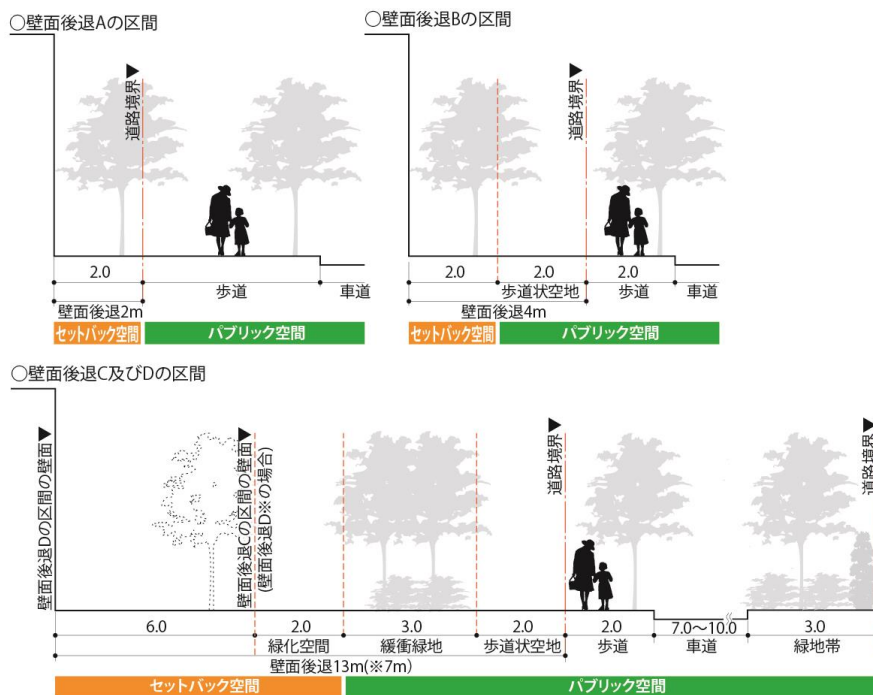 ○壁面後退Aの区間
道路境界
2.0
歩道
車道
壁面後退2m
セットバック空間
パブリック空間
○壁面後退Bの区間
道路境界
2.0
2.0
2.0
歩道状空地
歩道
車道
壁面後退4m
セットバック空間
パブリック空間
○壁面後退C及びDの区間
壁面後退Dの区間の壁面
壁面後退Cの区間の壁面
(壁面後退D※の場合)
道路境界
道路境界
6.0
2.0
3.0
2.0
2.0
7.0~10.0
3.0
緑化空間
緩衝緑地
歩道状空地
歩道
車道
緑地帯
壁面後退13m(※7m)
セットバック空間
パブリック空間